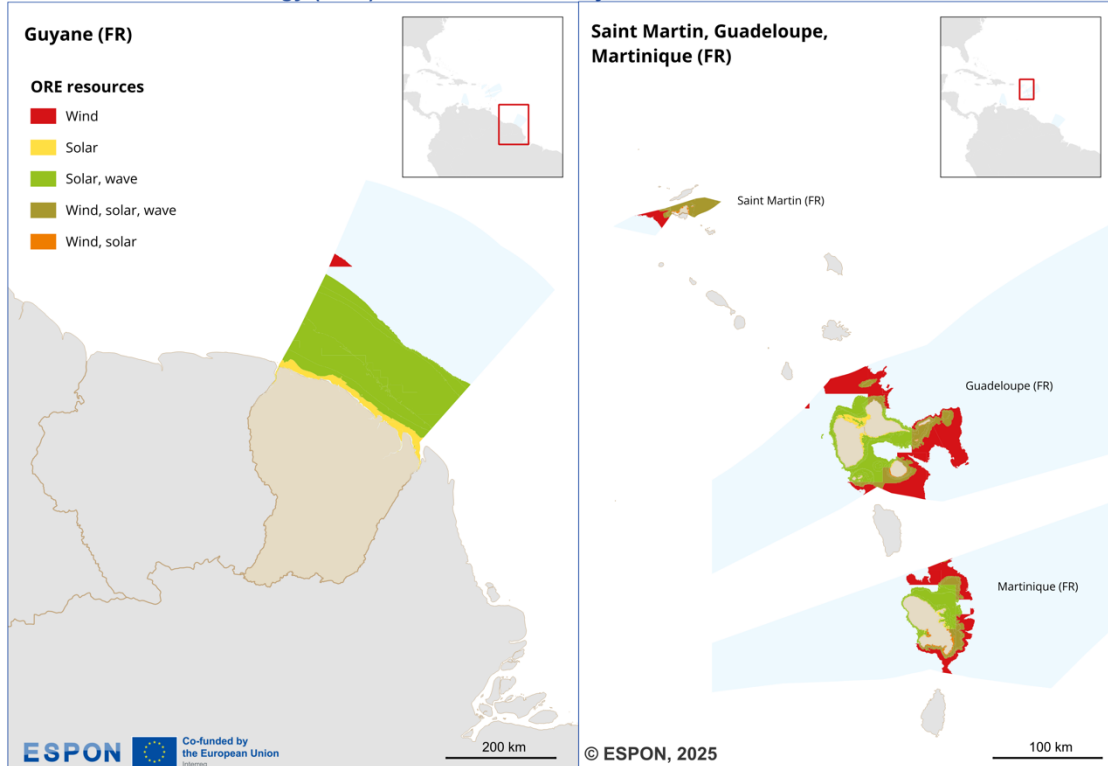 Guyane (FR)
ORE resources
Wind
Solar
Solar, wave
Wind, solar, wave
Wind, solar
ESPON
Co-funded by
the European Union
Interreg
200 km
Saint Martin, Guadeloupe,
Martinique (FR)
Saint Martin (FR)
Guadeloupe (FR)
Martinique (FR)
© ESPON, 2025
100 km